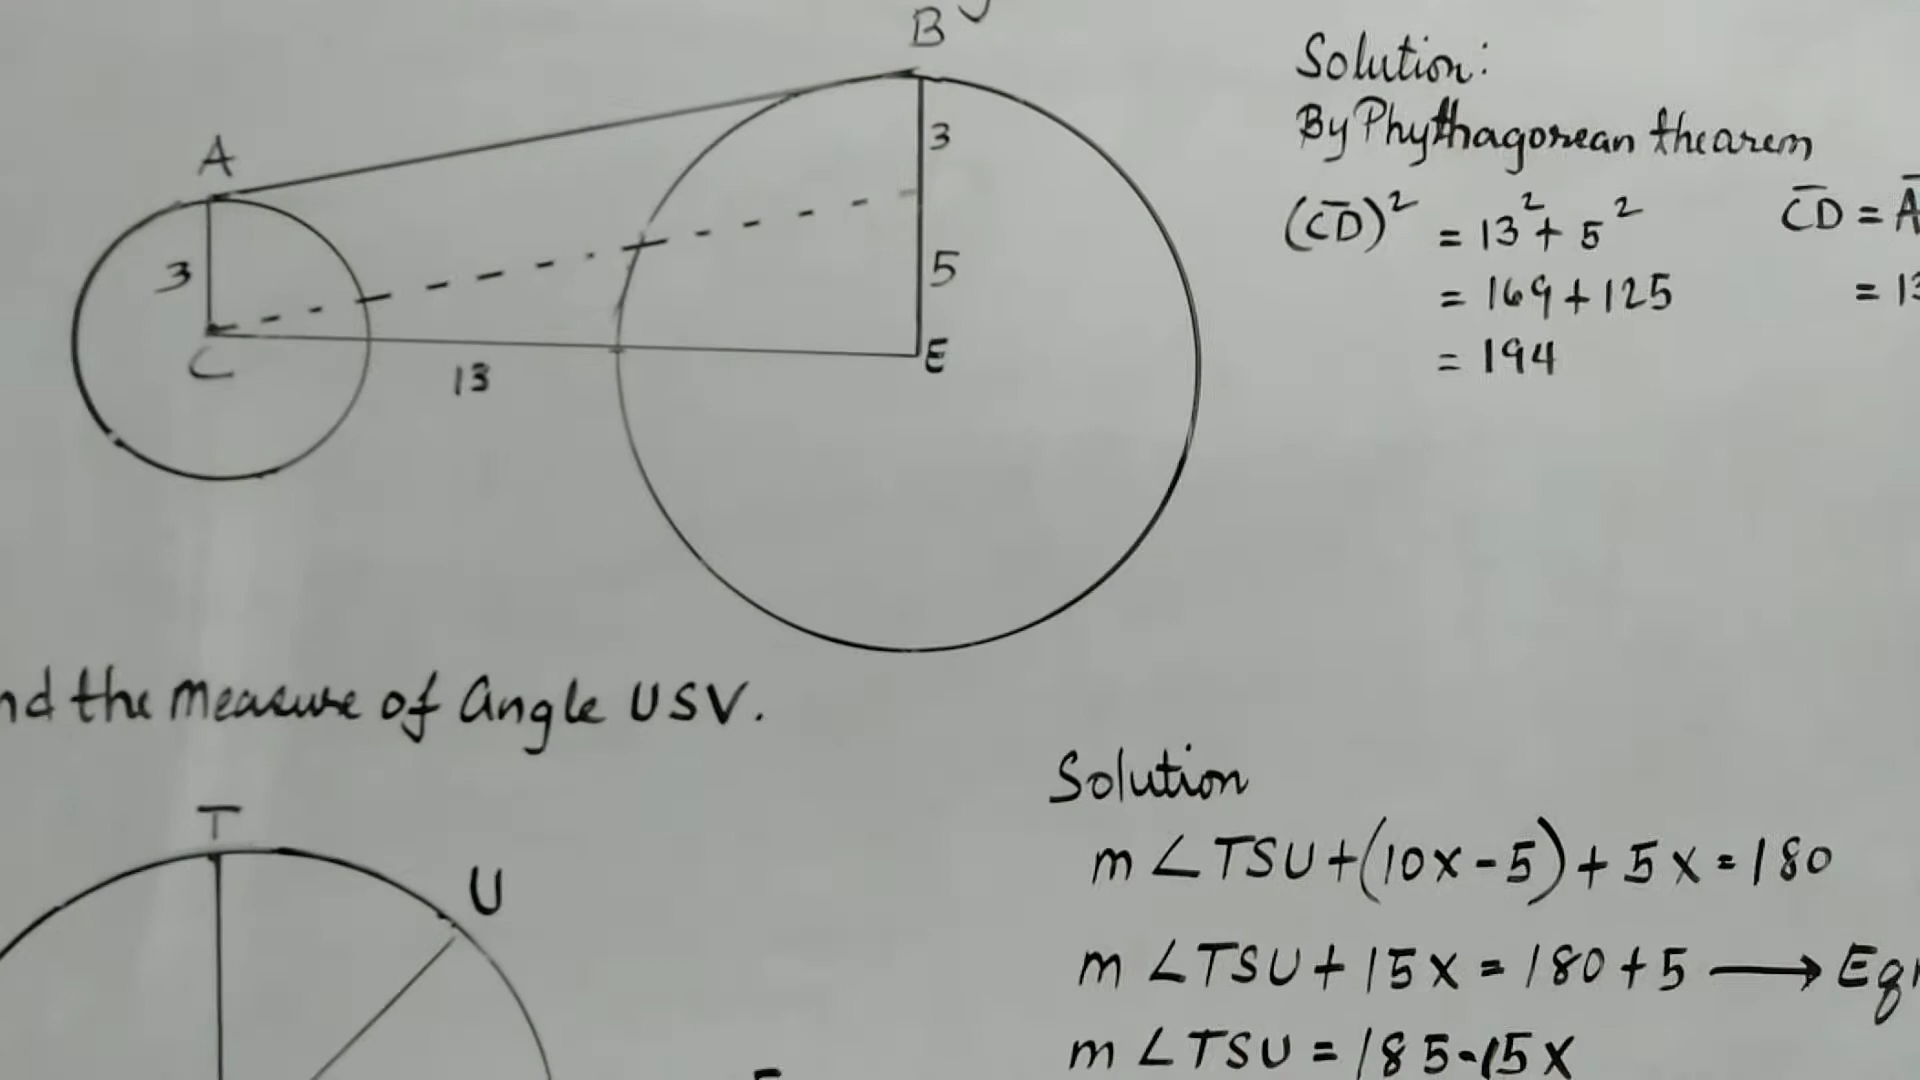 B
A
3
3
5
C
13
E
Solution:
By Phythagorean thearem
(CD)² = 13² + 5²
= 169 + 125
= 194
CD = A
= 13
nd the measure of angle USV.
T
U
Solution
m ∠TSU + (10x - 5) + 5x = 180
m ∠TSU + 15x = 180 + 5 → Eq
m ∠TSU = 185 - 15x